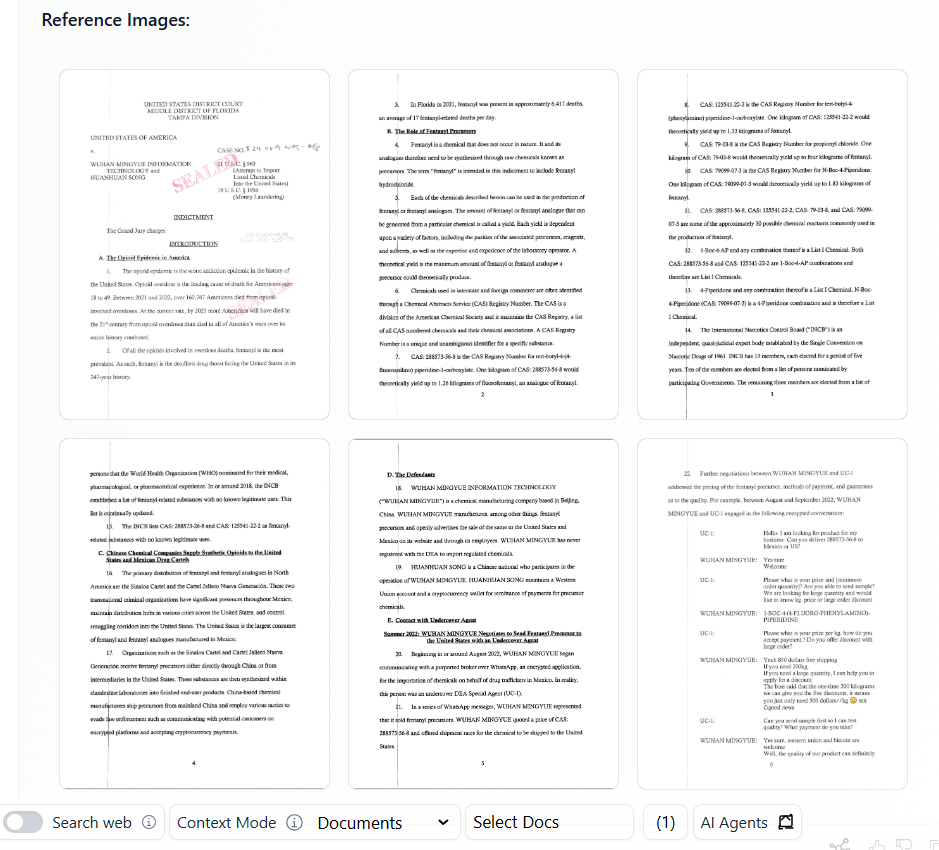 Reference Images:
UNITED STATES DISTRICT COURT
MIDDLE DISTRICT OF FLORIDA
TAMPA DIVISION
UNITED STATES OF AMERICA
v.
CASE NO.
WUHAN MINGYUE INFORMATION
TECHNOLOGY and
HUANHUAN SONG
21 U.S.C. § 963
(Attempt to Import
Listed Chemicals
Into the United States)
18 U.S.C. § 1956
(Money Laundering)
SEALED
INDICTMENT
The Grand Jury charges:
INTRODUCTION
A. The Opioid Epidemic in America
1. The opioid epidemic is the worst addiction epidemic in the history of
the United States. Opioid overdose is the leading cause of death for Americans ages
18 to 49. Between 2021 and 2022, over 160,767 Americans died from opioid-
involved overdoses. At the current rate, by 2025 more Americans will have died in
the 21st century from opioid overdoses than died in all of America's wars over its
entire history combined.
2. Of all the opioids involved in overdose deaths, fentanyl is the most
prevalent. As such, fentanyl is the deadliest drug threat facing the United States in its
247-year history.
3. In Florida in 2021, fentanyl was present in approximately 6,417 deaths,
an average of 17 fentanyl-related deaths per day.
B. The Role of Fentanyl Precursors
4. Fentanyl is a chemical that does not occur in nature. It and its
analogues therefore need to be synthesized through raw chemicals known as
precursors. The term "fentanyl" is intended in this indictment to include fentanyl
hydrochloride.
5. Each of the chemicals described herein can be used in the production of
fentanyl or fentanyl analogues. The amount of fentanyl or fentanyl analogue that can
be generated from a particular chemical is called a yield. Each yield is dependent
upon a variety of factors, including the purities of the associated precursors, reagents,
and solvents, as well as the expertise and experience of the laboratory operator. A
theoretical yield is the maximum amount of fentanyl or fentanyl analogue a
precursor could theoretically produce.
6. Chemicals used in interstate and foreign commerce are often identified
through a Chemical Abstracts Service (CAS) Registry Number. The CAS is a
division of the American Chemical Society and it maintains the CAS Registry, a list
of all CAS numbered chemicals and their chemical associations. A CAS Registry
Number is a unique and unambiguous identifier for a specific substance.
7. CAS: 288573-56-8 is the CAS Registry Number for tert-butyl-4-(4-
fluoroanilino) piperidine-1-carboxylate. One kilogram of CAS: 288573-56-8 would
theoretically yield up to 1.26 kilograms of fluorofentanyl, an analogue of fentanyl.
2
8. CAS: 125541-22-2 is the CAS Registry Number for tert-butyl-4-
(phenylamino) piperidine-1-carboxylate. One kilogram of CAS: 125541-22-2 would
theoretically yield up to 1.33 kilograms of fentanyl.
9. CAS: 79-03-8 is the CAS Registry Number for propionyl chloride. One
kilogram of CAS: 79-03-8 would theoretically yield up to four kilograms of fentanyl.
10. CAS: 79099-07-3 is the CAS Registry Number for N-Boc-4-Piperidone.
One kilogram of CAS: 79099-07-3 would theoretically yield up to 1.83 kilograms of
fentanyl.
11. CAS: 288573-56-8, CAS: 125541-22-2, CAS: 79-03-8, and CAS: 79099-
07-3 are some of the approximately 30 possible chemical reactants commonly used in
the production of fentanyl.
12. 1-Boc-4-AP and any combination thereof is a List I Chemical. Both
CAS: 288573-56-8 and CAS: 125541-22-2 are 1-Boc-4-AP combinations and
therefore are List I Chemicals.
13. 4-Piperidone and any combination thereof is a List I Chemical. N-Boc-
4-Piperidone (CAS: 79099-07-3) is a 4-Piperidone combination and is therefore a List
I Chemical.
14. The International Narcotics Control Board ("INCB") is an
independent, quasi-judicial expert body established by the Single Convention on
Narcotic Drugs of 1961. INCB has 13 members, each elected for a period of five
years. Ten of the members are elected from a list of persons nominated by
participating Governments. The remaining three members are elected from a list of
3
persons that the World Health Organization (WHO) nominated for their medical,
pharmacological, or pharmaceutical experience. In or around 2018, the INCB
established a list of fentanyl-related substances with no known legitimate uses. This
list is continually updated.
15. The INCB lists CAS: 288573-26-8 and CAS: 125541-22-2 as fentanyl-
related substances with no known legitimate uses.
C. Chinese Chemical Companies Supply Synthetic Opioids to the United
States and Mexican Drug Cartels
16. The primary distributors of fentanyl and fentanyl analogues in North
America are the Sinaloa Cartel and the Cartel Jalisco Nueva Generación. These two
transnational criminal organizations have significant presences throughout Mexico,
maintain distribution hubs in various cities across the United States, and control
smuggling corridors into the United States. The United States is the largest consumer
of fentanyl and fentanyl analogues manufactured in Mexico.
17. Organizations such as the Sinaloa Cartel and Cartel Jalisco Nueva
Generación receive fentanyl precursors either directly through China or from
intermediaries in the United States. These substances are then synthesized within
clandestine laboratories into finished end-user products. China-based chemical
manufacturers ship precursors from mainland China and employ various tactics to
evade law enforcement such as communicating with potential customers on
encrypted platforms and accepting cryptocurrency payments.
4
D. The Defendants
18. WUHAN MINGYUE INFORMATION TECHNOLOGY
("WUHAN MINGYUE") is a chemical manufacturing company based in Beijing,
China. WUHAN MINGYUE manufactures, among other things, fentanyl
precursors and openly advertises the sale of the same to the United States and
Mexico on its website and through its employees. WUHAN MINGYUE has never
registered with the DEA to import regulated chemicals.
19. HUANHUAN SONG is a Chinese national who participates in the
operation of WUHAN MINGYUE. HUANHUAN SONG maintains a Western
Union account and a cryptocurrency wallet for remittance of payments for precursor
chemicals.
E. Contact with Undercover Agent
Summer 2022: WUHAN MINGYUE Negotiates to Send Fentanyl Precursor to
the United States with an Undercover Agent
20. Beginning in or around August 2022, WUHAN MINGYUE began
communicating with a purported broker over WhatsApp, an encrypted application,
for the importation of chemicals on behalf of drug traffickers in Mexico. In reality,
this person was an undercover DEA Special Agent (UC-1).
21. In a series of WhatsApp messages, WUHAN MINGYUE represented
that it sold fentanyl precursors. WUHAN MINGYUE quoted a price of CAS:
288573-56-8 and offered shipment rates for the chemical to be shipped to the United
States.
5
22. Further negotiations between WUHAN MINGYUE and UC-1
addressed the pricing of the fentanyl precursor, methods of payment, and guarantees
as to the quality. For example, between August and September 2022, WUHAN
MINGYUE and UC-1 engaged in the following encrypted conversation:
UC-1: Hello. I am looking for product for my
business. Can you deliver 288573-56-8 to
Mexico or US?
WUHAN MINGYUE: Yes sure
Welcome
UC-1: Please what is your price and [minimum
order quantity]? Are you able to send sample?
We are looking for large quantity and would
like to know kg. price or large order discount
WUHAN MINGYUE: 1-BOC-4-(4-FLUORO-PHENYLAMINO)-
PIPERIDINE
UC-1: Please what is your price per kg, how do you
accept payment? Do you offer discount with
large order?
WUHAN MINGYUE: Yeah 850 dollars free shipping
If you need 200kg.
If you need a large quantity, I can help you to
apply for a discount
The boss said that the one-time 200 kilograms
we can give you the five discounts, it means
you just only need 500 dollars//kg 😊 ssir
Ggood news
UC-1: Can you send sample first so I can test
quality? What payment do you take?
WUHAN MINGYUE: Yes sure, western union and bitcoin are
welcome
Well, the quality of our product can definitely
6
Search web
Context Mode
Documents
Select Docs
(1)
AI Agents